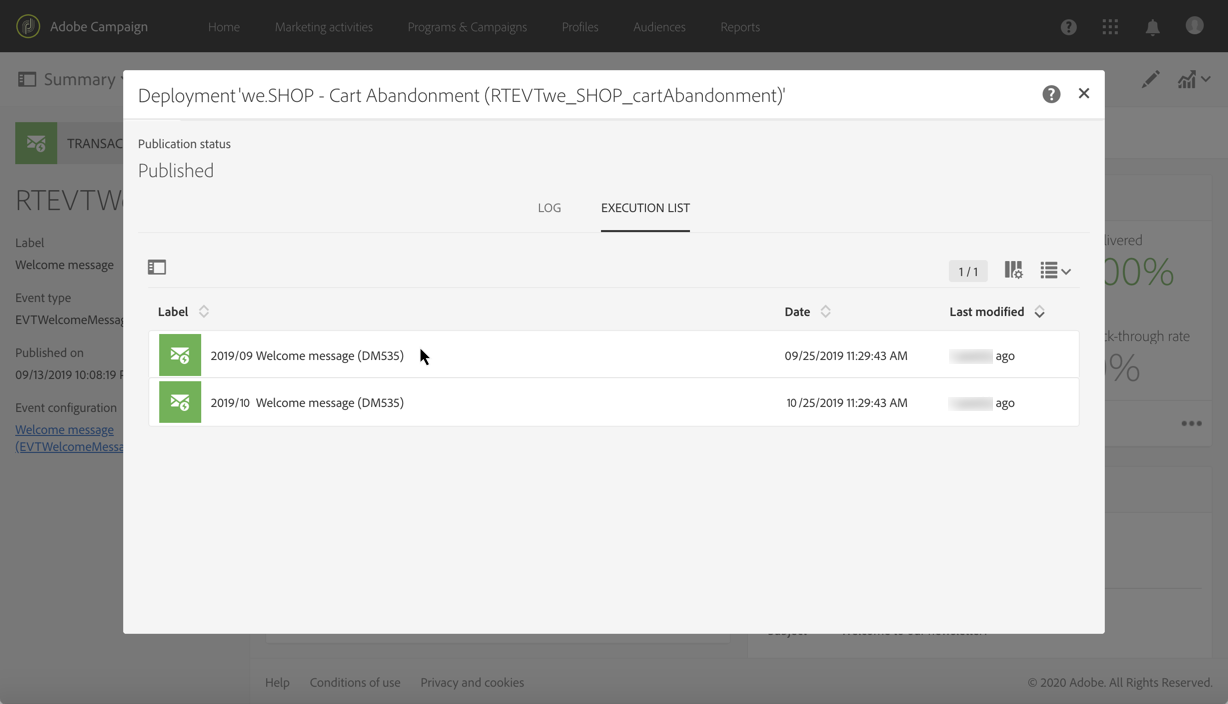 Adobe Campaign
Home Marketing activities Programs & Campaigns Profiles Audiences Reports
Summary
Deployment 'we.SHOP - Cart Abandonment (RTEVTwe_SHOP_cartAbandonment)'
Publication status
Published
TRANSAC
RTEVTW
LOG EXECUTION LIST
Label
Welcome message
Event type
EVTWelcomeMessag
Published on
09/13/2019 10:08:19 P
Event configuration
Welcome message
(EVTWelcomeMessa
livered
00%
k-through rate
%
1 / 1
Label Date Last modified
2019/09 Welcome message (DM535) 09/25/2019 11:29:43 AM ago
2019/10 Welcome message (DM535) 10/25/2019 11:29:43 AM ago
Help Conditions of use Privacy and cookies © 2020 Adobe. All Rights Reserved.